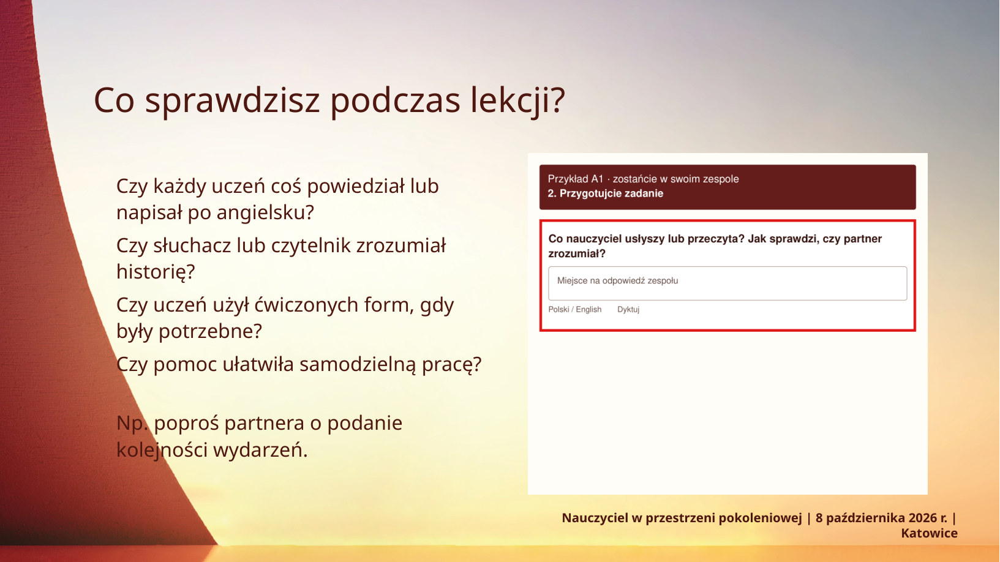 Co sprawdzisz podczas lekcji?
Czy każdy uczeń coś powiedział lub
napisał po angielsku?
Czy słuchacz lub czytelnik zrozumiał
historię?
Czy uczeń użył ćwiczonych form, gdy
były potrzebne?
Czy pomoc ułatwiła samodzielną pracę?
Np. poproś partnera o podanie
kolejności wydarzeń.
Przykład A1 · zostańcie w swoim zespole
2. Przygotujcie zadanie
Co nauczyciel usłyszy lub przeczyta? Jak sprawdzi, czy partner
zrozumiał?
Miejsce na odpowiedź zespołu
Polski / English Dyktuj
Nauczyciel w przestrzeni pokoleniowej | 8 października 2026 r. |
Katowice